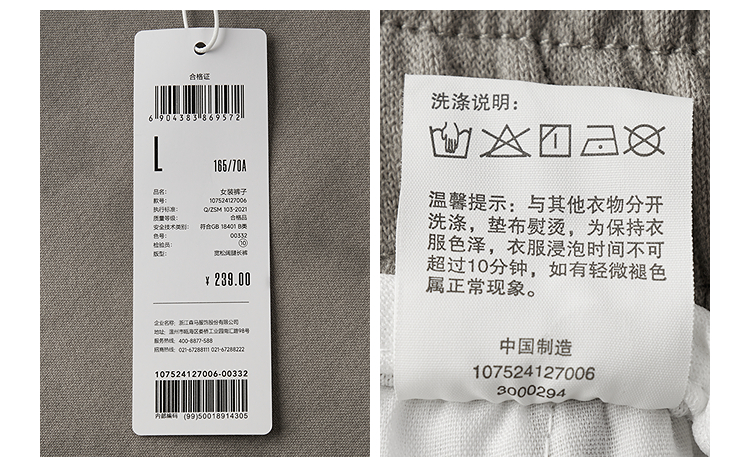 合格证
6 904383 869572
L
165/70A
品名: 女装裤子
款号: 107524127006
执行标准: Q/ZSM 103-2021
质量等级: 合格品
安全技术类别: 符合GB 18401 B类
色号: 00332
检验员: ⑩
版型: 宽松阔腿长裤
¥ 239.00
企业名称: 浙江森马服饰股份有限公司
地址: 温州市瓯海区娄桥工业园南汇路98号
服务热线: 400-8877-588
招商热线: 021-67288111 021-67288222
107524127006-00332
内部编码 (99)50018914305
洗涤说明:
温馨提示: 与其他衣物分开
洗涤, 垫布熨烫, 为保持衣
服色泽, 衣服浸泡时间不可
超过10分钟, 如有轻微褪色
属正常现象。
中国制造
107524127006
3000294